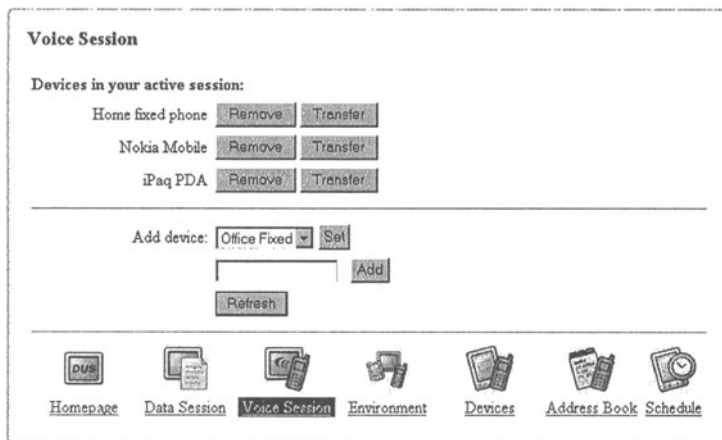 Voice Session
Devices in your active session:
Home fixed phone Remove Transfer
Nokia Mobile Remove Transfer
iPaq PDA Remove Transfer
Add device: Office Fixed Set
Add
Refresh
DUS
Homepage Data Session Voice Session Environment Devices Address Book Schedule